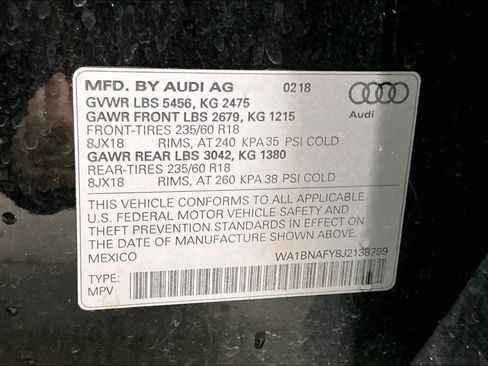 MFD. BY AUDI AG 0218
GVWR LBS 5456, KG 2475
GAWR FRONT LBS 2679, KG 1215
FRONT-TIRES 235/60 R18
8JX18 RIMS, AT 240 KPA 35 PSI COLD
GAWR REAR LBS 3042, KG 1380
REAR-TIRES 235/60 R18
8JX18 RIMS, AT 260 KPA 38 PSI COLD
Audi
THIS VEHICLE CONFORMS TO ALL APPLICABLE
U.S. FEDERAL MOTOR VEHICLE SAFETY AND
THEFT PREVENTION STANDARDS IN EFFECT ON
THE DATE OF MANUFACTURE SHOWN ABOVE.
MEXICO WA1BNAFY8J2138799
TYPE:
MPV